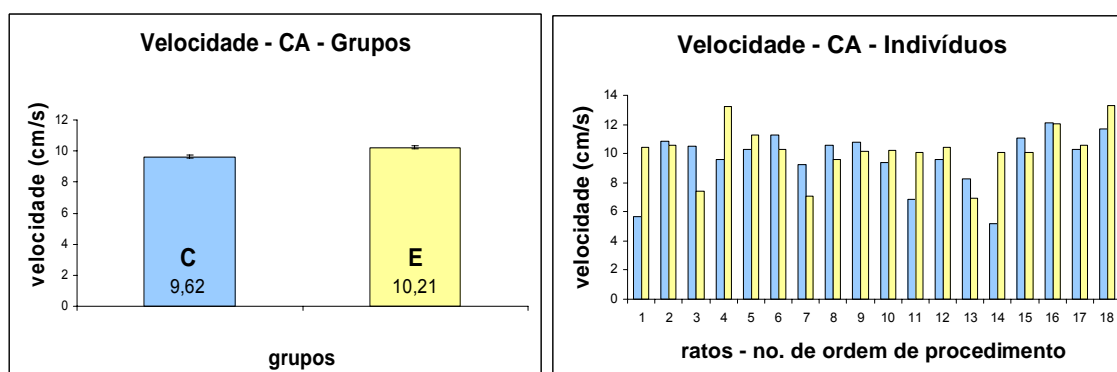 Velocidade - CA - Grupos
velocidade (cm/s)
12
10
8
6
4
2
0
C
9,62
E
10,21
grupos
Velocidade - CA - Indivíduos
velocidade (cm/s)
14
12
10
8
6
4
2
0
1 2 3 4 5 6 7 8 9 10 11 12 13 14 15 16 17 18
ratos - no. de ordem de procedimento